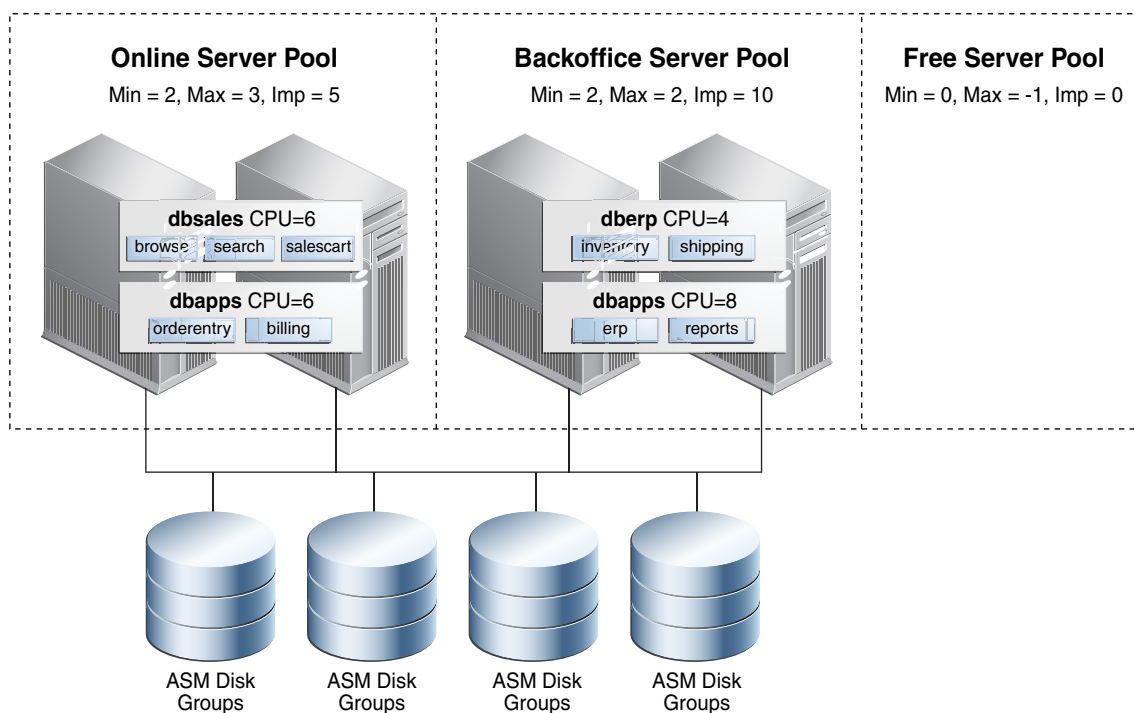 Online Server Pool
Min = 2, Max = 3, Imp = 5
Backoffice Server Pool
Min = 2, Max = 2, Imp = 10
Free Server Pool
Min = 0, Max = -1, Imp = 0
dbsales CPU=6
browse search salescart
dbapps CPU=6
orderentry billing
dberp CPU=4
inventory shipping
dbapps CPU=8
erp reports
ASM Disk
Groups
ASM Disk
Groups
ASM Disk
Groups
ASM Disk
Groups